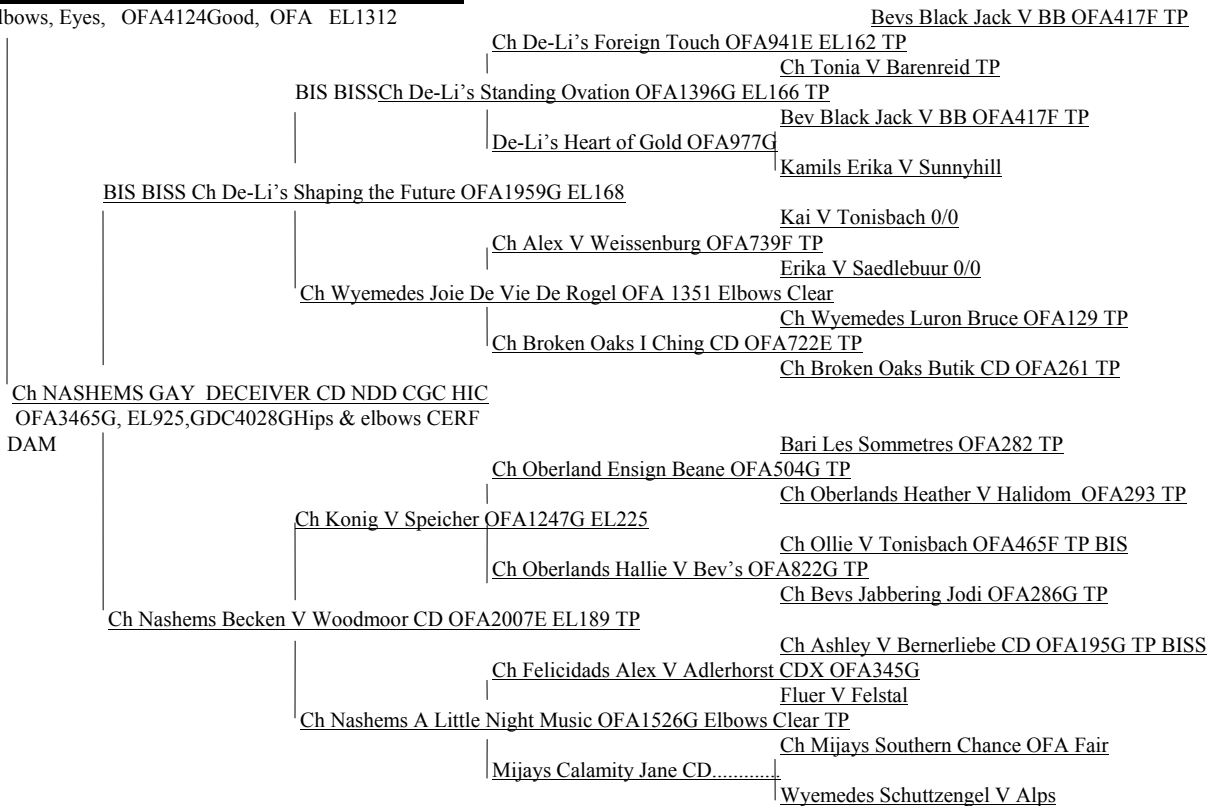 lbows, Eyes, OFA4124Good, OFA EL1312
Bevs Black Jack V BB OFA417F TP
Ch De-Li’s Foreign Touch OFA941E EL162 TP
Ch Tonia V Barenreid TP
BIS BISSCh De-Li’s Standing Ovation OFA1396G EL166 TP
Bev Black Jack V BB OFA417F TP
De-Li’s Heart of Gold OFA977G
Kamils Erika V Sunnyhill
BIS BISS Ch De-Li’s Shaping the Future OFA1959G EL168
Kai V Tonisbach 0/0
Ch Alex V Weissenburg OFA739F TP
Erika V Saedlebuur 0/0
Ch Wyemedes Joie De Vie De Rogel OFA 1351 Elbows Clear
Ch Wyemedes Luron Bruce OFA129 TP
Ch Broken Oaks I Ching CD OFA722E TP
Ch Broken Oaks Butik CD OFA261 TP
Ch NASHEMS GAY DECEIVER CD NDD CGC HIC
OFA3465G, EL925,GDC4028GHips & elbows CERF
DAM
Bari Les Sommetres OFA282 TP
Ch Oberland Ensign Beane OFA504G TP
Ch Oberlands Heather V Halidom OFA293 TP
Ch Konig V Speicher OFA1247G EL225
Ch Ollie V Tonisbach OFA465F TP BIS
Ch Oberlands Hallie V Bev’s OFA822G TP
Ch Bevs Jabbering Jodi OFA286G TP
Ch Nashems Becken V Woodmoor CD OFA2007E EL189 TP
Ch Ashley V Bernerliebe CD OFA195G TP BISS
Ch Felicidads Alex V Adlerhorst CDX OFA345G
Fluer V Felstal
Ch Nashems A Little Night Music OFA1526G Elbows Clear TP
Ch Mijays Southern Chance OFA Fair
Mijays Calamity Jane CD.............
Wyemedes Schuttzengel V Alps